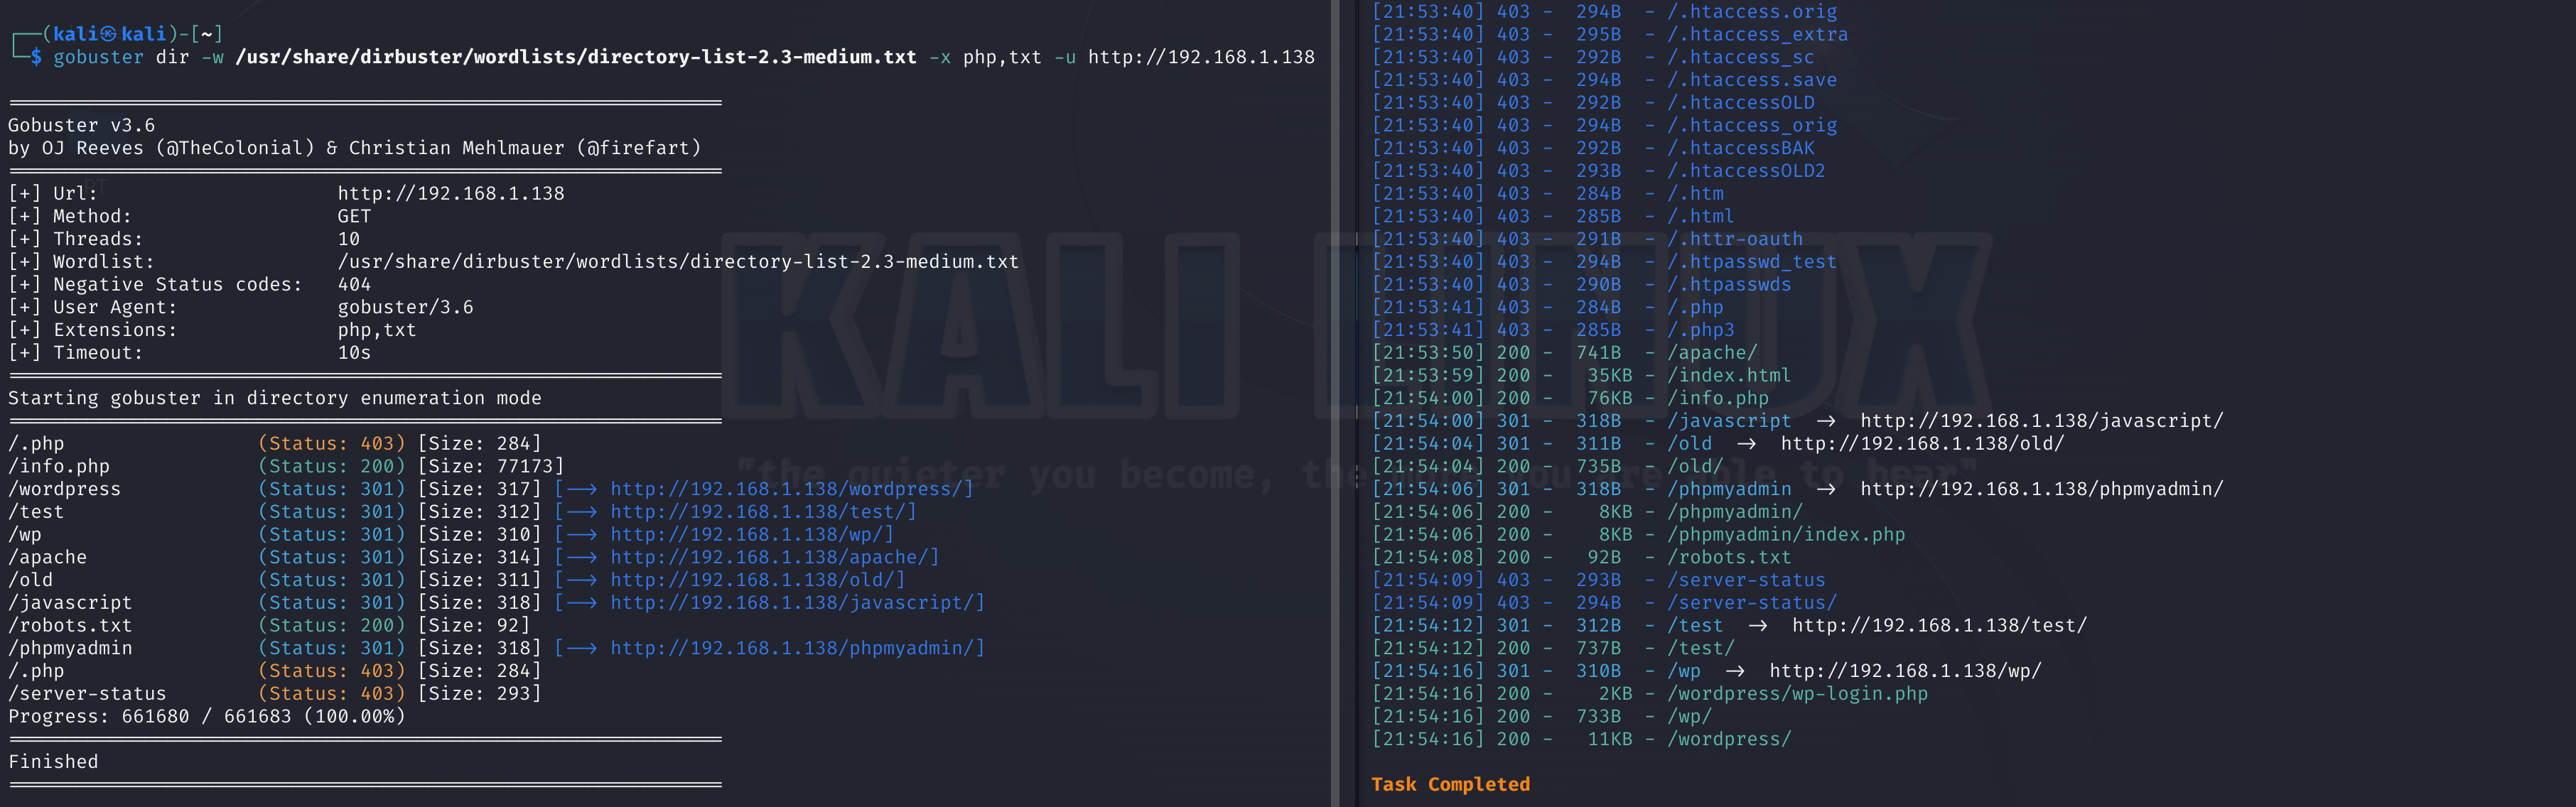 ┌──(kali㉿kali)-[~]
└─$ gobuster dir -w /usr/share/dirbuster/wordlists/directory-list-2.3-medium.txt -x php,txt -u http://192.168.1.138
===============================================================
Gobuster v3.6
by OJ Reeves (@TheColonial) & Christian Mehlmauer (@firefart)
===============================================================
[+] Url: http://192.168.1.138
[+] Method: GET
[+] Threads: 10
[+] Wordlist: /usr/share/dirbuster/wordlists/directory-list-2.3-medium.txt
[+] Negative Status codes: 404
[+] User Agent: gobuster/3.6
[+] Extensions: php,txt
[+] Timeout: 10s
===============================================================
Starting gobuster in directory enumeration mode
===============================================================
/.php (Status: 403) [Size: 284]
/info.php (Status: 200) [Size: 77173]
/wordpress (Status: 301) [Size: 317] [--> http://192.168.1.138/wordpress/]
/test (Status: 301) [Size: 312] [--> http://192.168.1.138/test/]
/wp (Status: 301) [Size: 310] [--> http://192.168.1.138/wp/]
/apache (Status: 301) [Size: 314] [--> http://192.168.1.138/apache/]
/old (Status: 301) [Size: 311] [--> http://192.168.1.138/old/]
/javascript (Status: 301) [Size: 318] [--> http://192.168.1.138/javascript/]
/robots.txt (Status: 200) [Size: 92]
/phpmyadmin (Status: 301) [Size: 318] [--> http://192.168.1.138/phpmyadmin/]
/.php (Status: 403) [Size: 284]
/server-status (Status: 403) [Size: 293]
Progress: 661680 / 661683 (100.00%)
===============================================================
Finished
===============================================================
[21:53:40] 403 - 294B - /.htaccess.orig
[21:53:40] 403 - 295B - /.htaccess_extra
[21:53:40] 403 - 292B - /.htaccess_sc
[21:53:40] 403 - 294B - /.htaccess.save
[21:53:40] 403 - 292B - /.htaccessOLD
[21:53:40] 403 - 294B - /.htaccess_orig
[21:53:40] 403 - 292B - /.htaccessBAK
[21:53:40] 403 - 293B - /.htaccessOLD2
[21:53:40] 403 - 284B - /.htm
[21:53:40] 403 - 285B - /.html
[21:53:40] 403 - 291B - /.httr-oauth
[21:53:40] 403 - 294B - /.htpasswd_test
[21:53:40] 403 - 290B - /.htpasswds
[21:53:41] 403 - 284B - /.php
[21:53:41] 403 - 285B - /.php3
[21:53:50] 200 - 741B - /apache/
[21:53:59] 200 - 35KB - /index.html
[21:54:00] 200 - 76KB - /info.php
[21:54:00] 301 - 318B - /javascript -> http://192.168.1.138/javascript/
[21:54:04] 301 - 311B - /old -> http://192.168.1.138/old/
[21:54:04] 200 - 735B - /old/
[21:54:06] 301 - 318B - /phpmyadmin -> http://192.168.1.138/phpmyadmin/
[21:54:06] 200 - 8KB - /phpmyadmin/
[21:54:06] 200 - 8KB - /phpmyadmin/index.php
[21:54:08] 200 - 92B - /robots.txt
[21:54:09] 403 - 293B - /server-status
[21:54:09] 403 - 294B - /server-status/
[21:54:12] 301 - 312B - /test -> http://192.168.1.138/test/
[21:54:12] 200 - 737B - /test/
[21:54:16] 301 - 310B - /wp -> http://192.168.1.138/wp/
[21:54:16] 200 - 2KB - /wordpress/wp-login.php
[21:54:16] 200 - 733B - /wp/
[21:54:16] 200 - 11KB - /wordpress/
Task Completed
KALI LINUX
"the quieter you become, the you are able to hear"